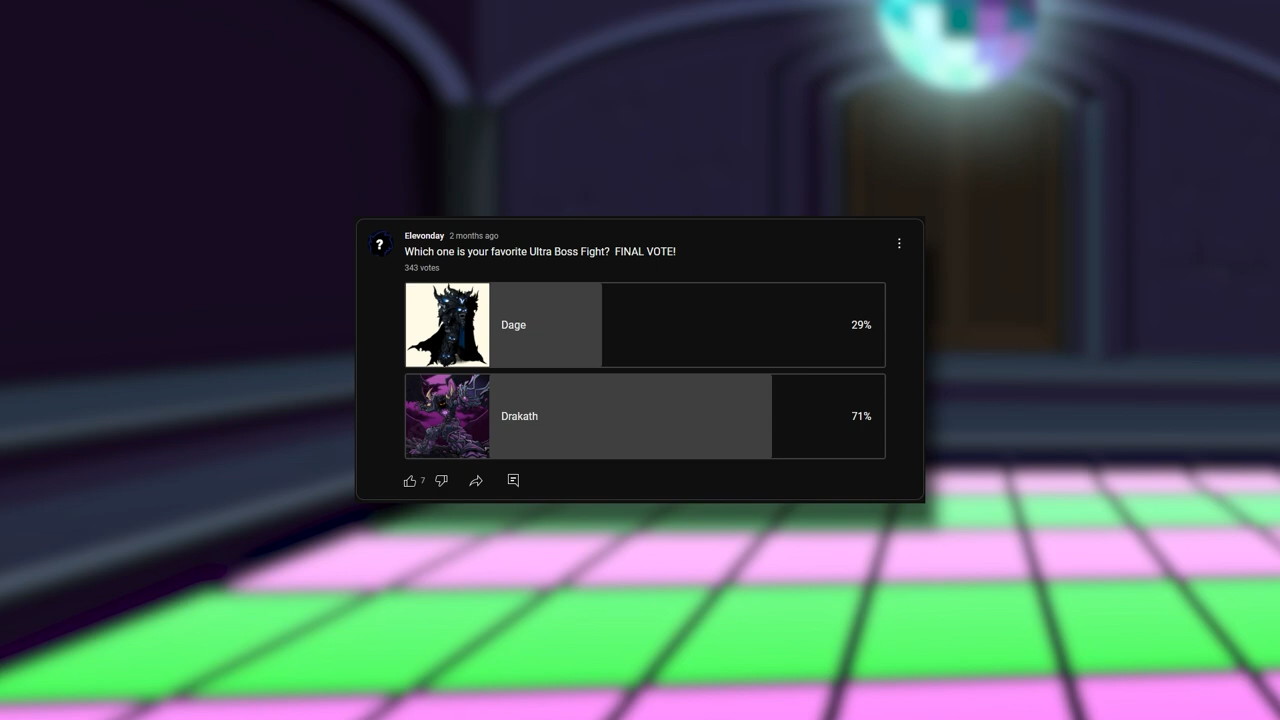 Elevonday 2 months ago
Which one is your favorite Ultra Boss Fight?  FINAL VOTE!
343 votes
Dage 29%
Drakath 71%
7